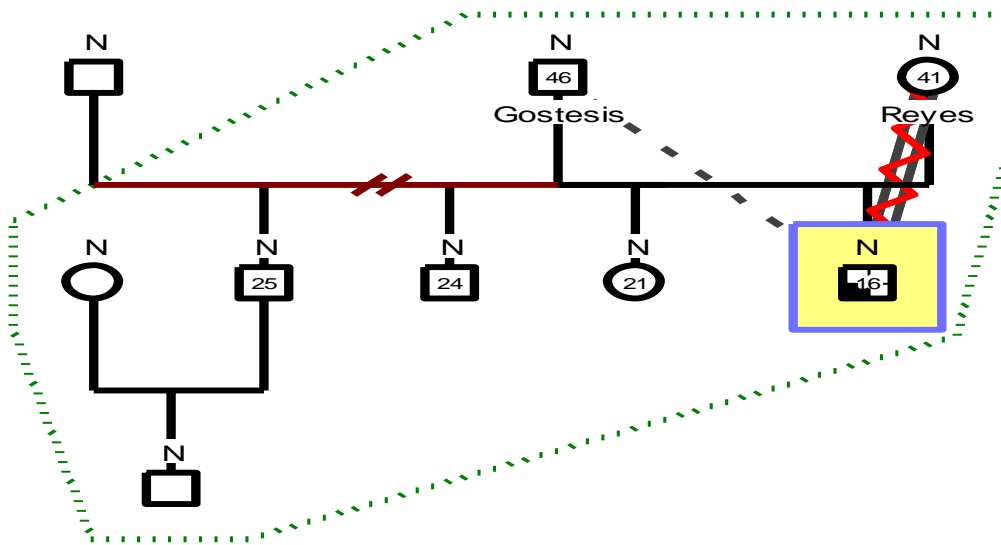 N N N
46 41
Gostesis Reyes
N N N N N
25 24 21 16
N